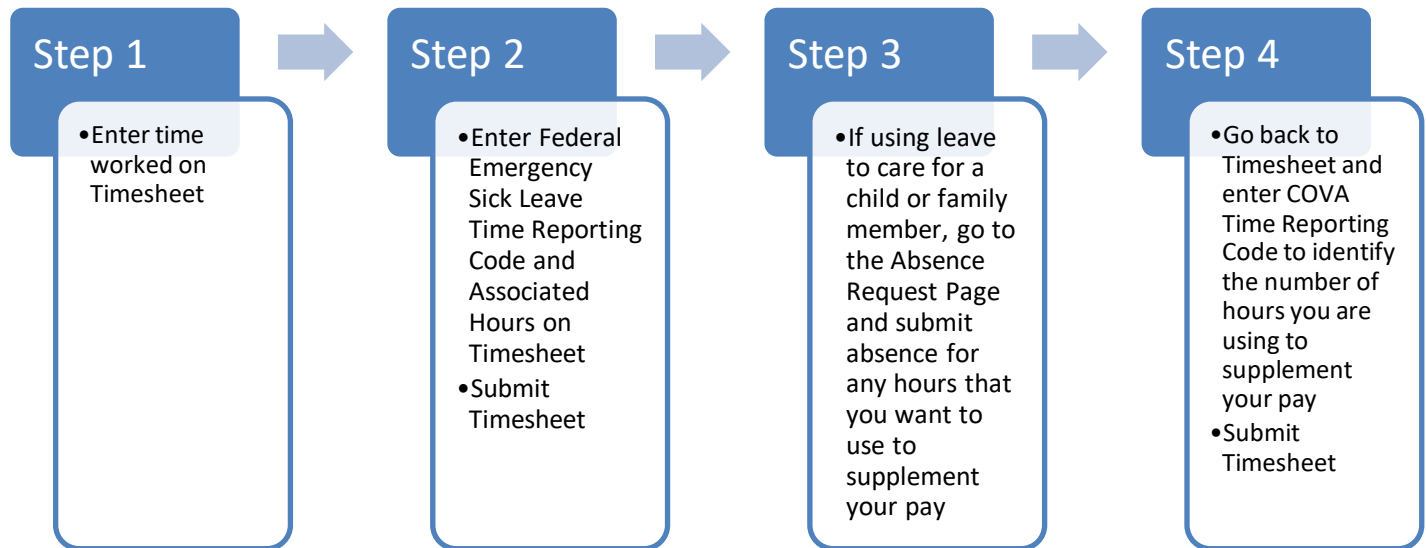 Step 1
•Enter time
worked on
Timesheet
Step 2
•Enter Federal
Emergency
Sick Leave
Time Reporting
Code and
Associated
Hours on
Timesheet
•Submit
Timesheet
Step 3
•If using leave
to care for a
child or family
member, go to
the Absence
Request Page
and submit
absence for
any hours that
you want to
use to
supplement
your pay
Step 4
•Go back to
Timesheet and
enter COVA
Time Reporting
Code to identify
the number of
hours you are
using to
supplement
your pay
•Submit
Timesheet